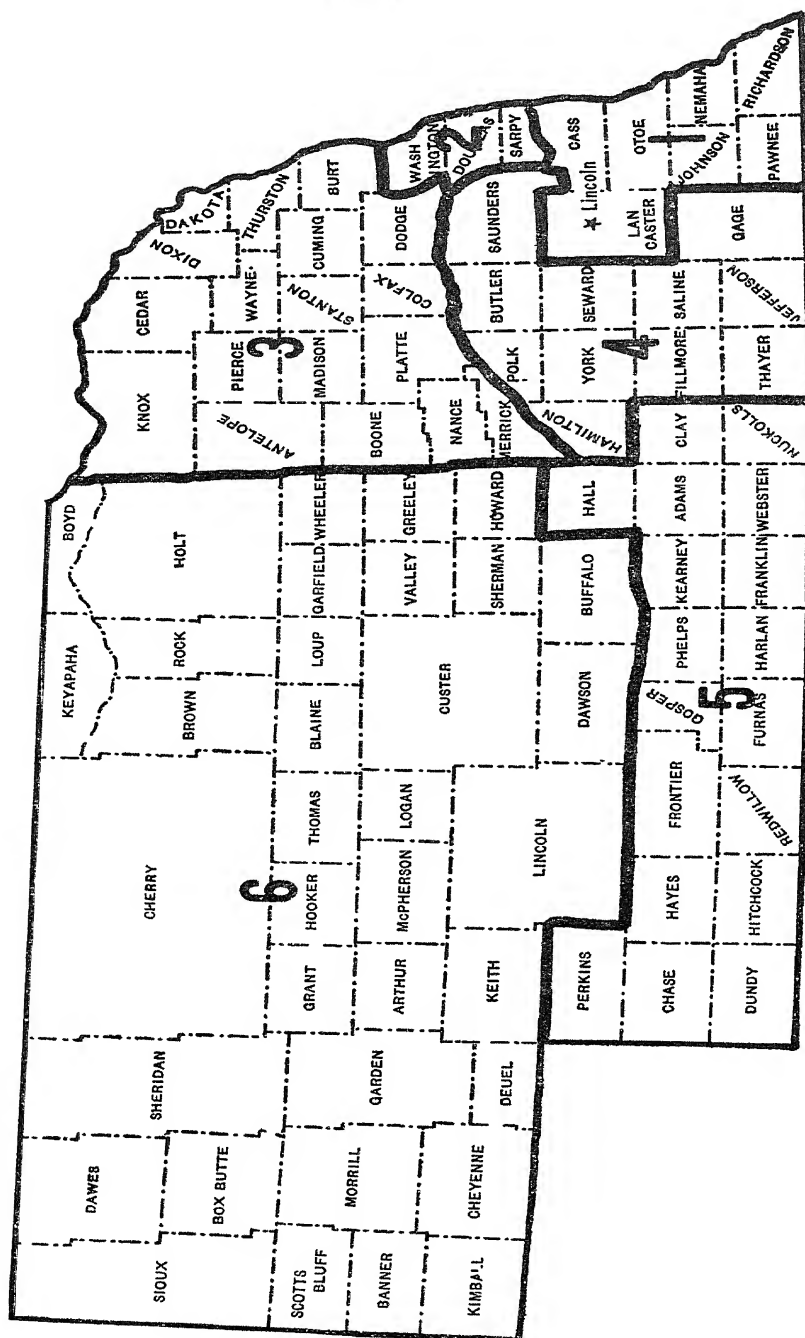 SIOUX
DAWES
BOX BUTTE
SCOTTS
BLUFF
BANNER
KIMBALL
MORRILL
CHEYENNE
SHERIDAN
GARDEN
DEUEL
CHERRY
6
GRANT
HOOKER
THOMAS
ARTHUR
McPHERSON
LOGAN
KEITH
LINCOLN
KEYAPAHA
BOYD
BROWN
ROCK
HOLT
BLAINE
LOUP
GARFIELD
WHEELER
CUSTER
VALLEY
GREELEY
SHERMAN
HOWARD
DAWSON
BUFFALO
HALL
PERKINS
CHASE
HAYES
FRONTIER
GOSPER
PHELPS
KEARNEY
ADAMS
CLAY
5
DUNDY
HITCHCOCK
REDWILLOW
FURNAS
HARLAN
FRANKLIN
WEBSTER
NUCKOLLS
KNOX
CEDAR
DIXON
DAKOTA
ANTELOPE
PIERCE
WAYNE
THURSTON
3
MADISON
STANTON
CUMING
BURT
BOONE
PLATTE
COLFAX
DODGE
NANCE
MERRICK
WASH
INGTON
2
DOUGLAS
SARPY
POLK
BUTLER
SAUNDERS
HAMILTON
YORK
SEWARD
4
FILLMORE
SALINE
THAYER
JEFFERSON
GAGE
Lincoln
LAN
CASTER
CASS
OTOE
1
JOHNSON
NEMAHA
PAWNEE
RICHARDSON